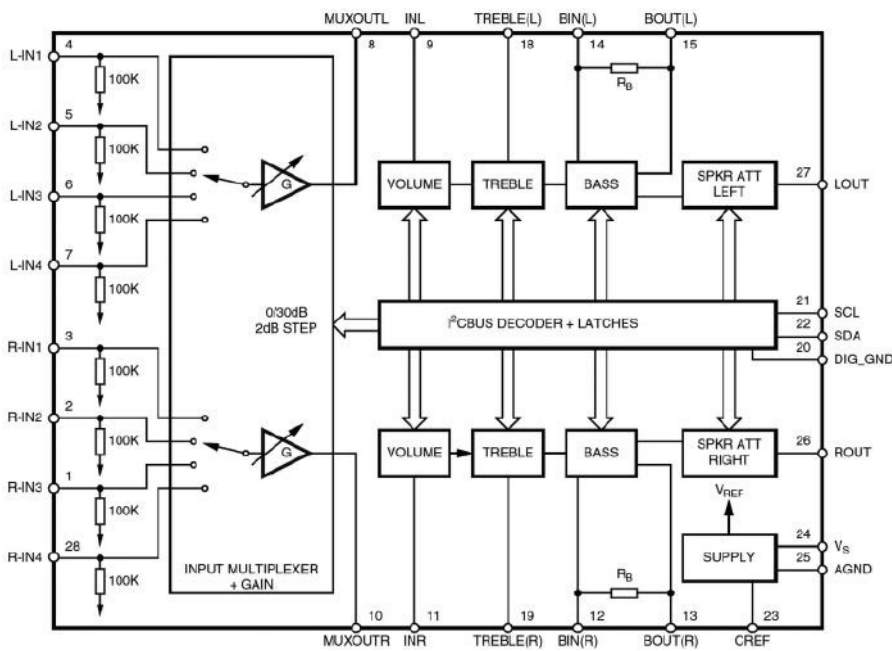 MUXOUTL INL TREBLE(L) BIN(L) BOUT(L)
8 9 18 14 15
L-IN1 4
100K
L-IN2 5
100K
L-IN3 6
100K
L-IN4 7
100K
G
VOLUME TREBLE BASS SPKR ATT LEFT
R_B
27 LOUT
0/30dB
2dB STEP
I²CBUS DECODER + LATCHES
21 SCL
22 SDA
20 DIG_GND
R-IN1 3
100K
R-IN2 2
100K
R-IN3 1
100K
R-IN4 28
100K
G
VOLUME TREBLE BASS SPKR ATT RIGHT
26 ROUT
V_REF
SUPPLY
24 V_S
25 AGND
INPUT MULTIPLEXER
+ GAIN
R_B
10 11 19 12 13 23
MUXOUTR INR TREBLE(R) BIN(R) BOUT(R) CREF